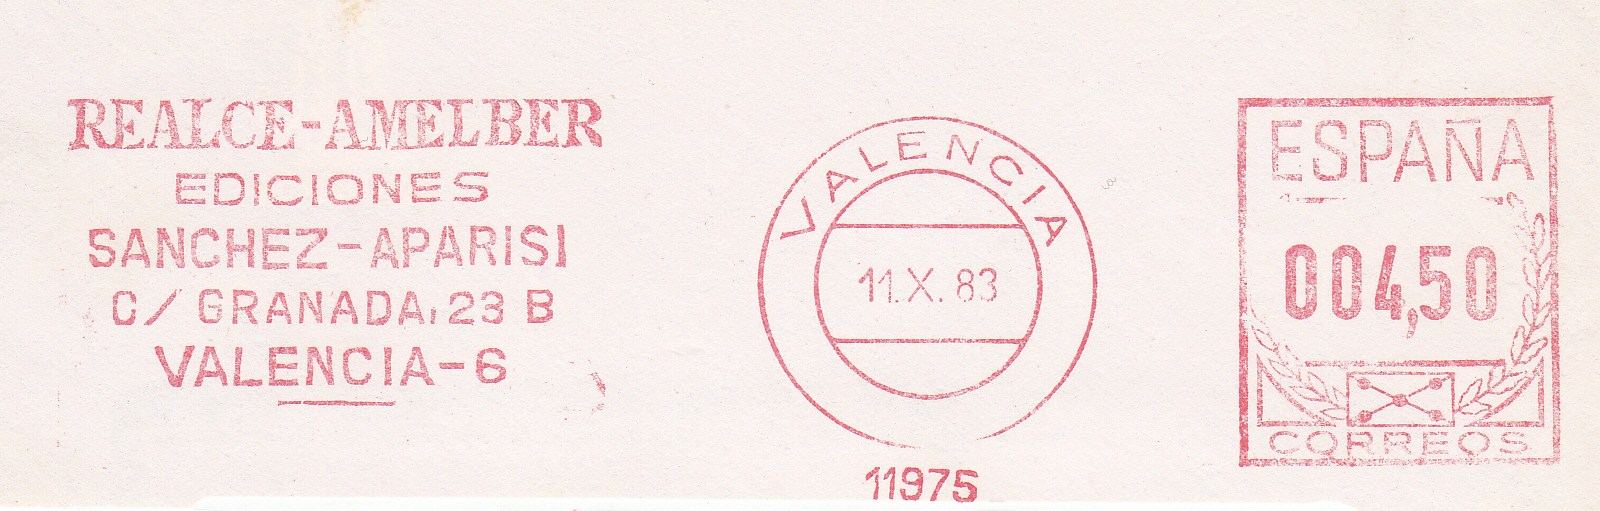 REALCE-AMELBER
EDICIONES
SANCHEZ-APARISI
C/ GRANADA, 23 B
VALENCIA-6
VALENCIA
11.X.83
11975
ESPAÑA
004,50
CORREOS